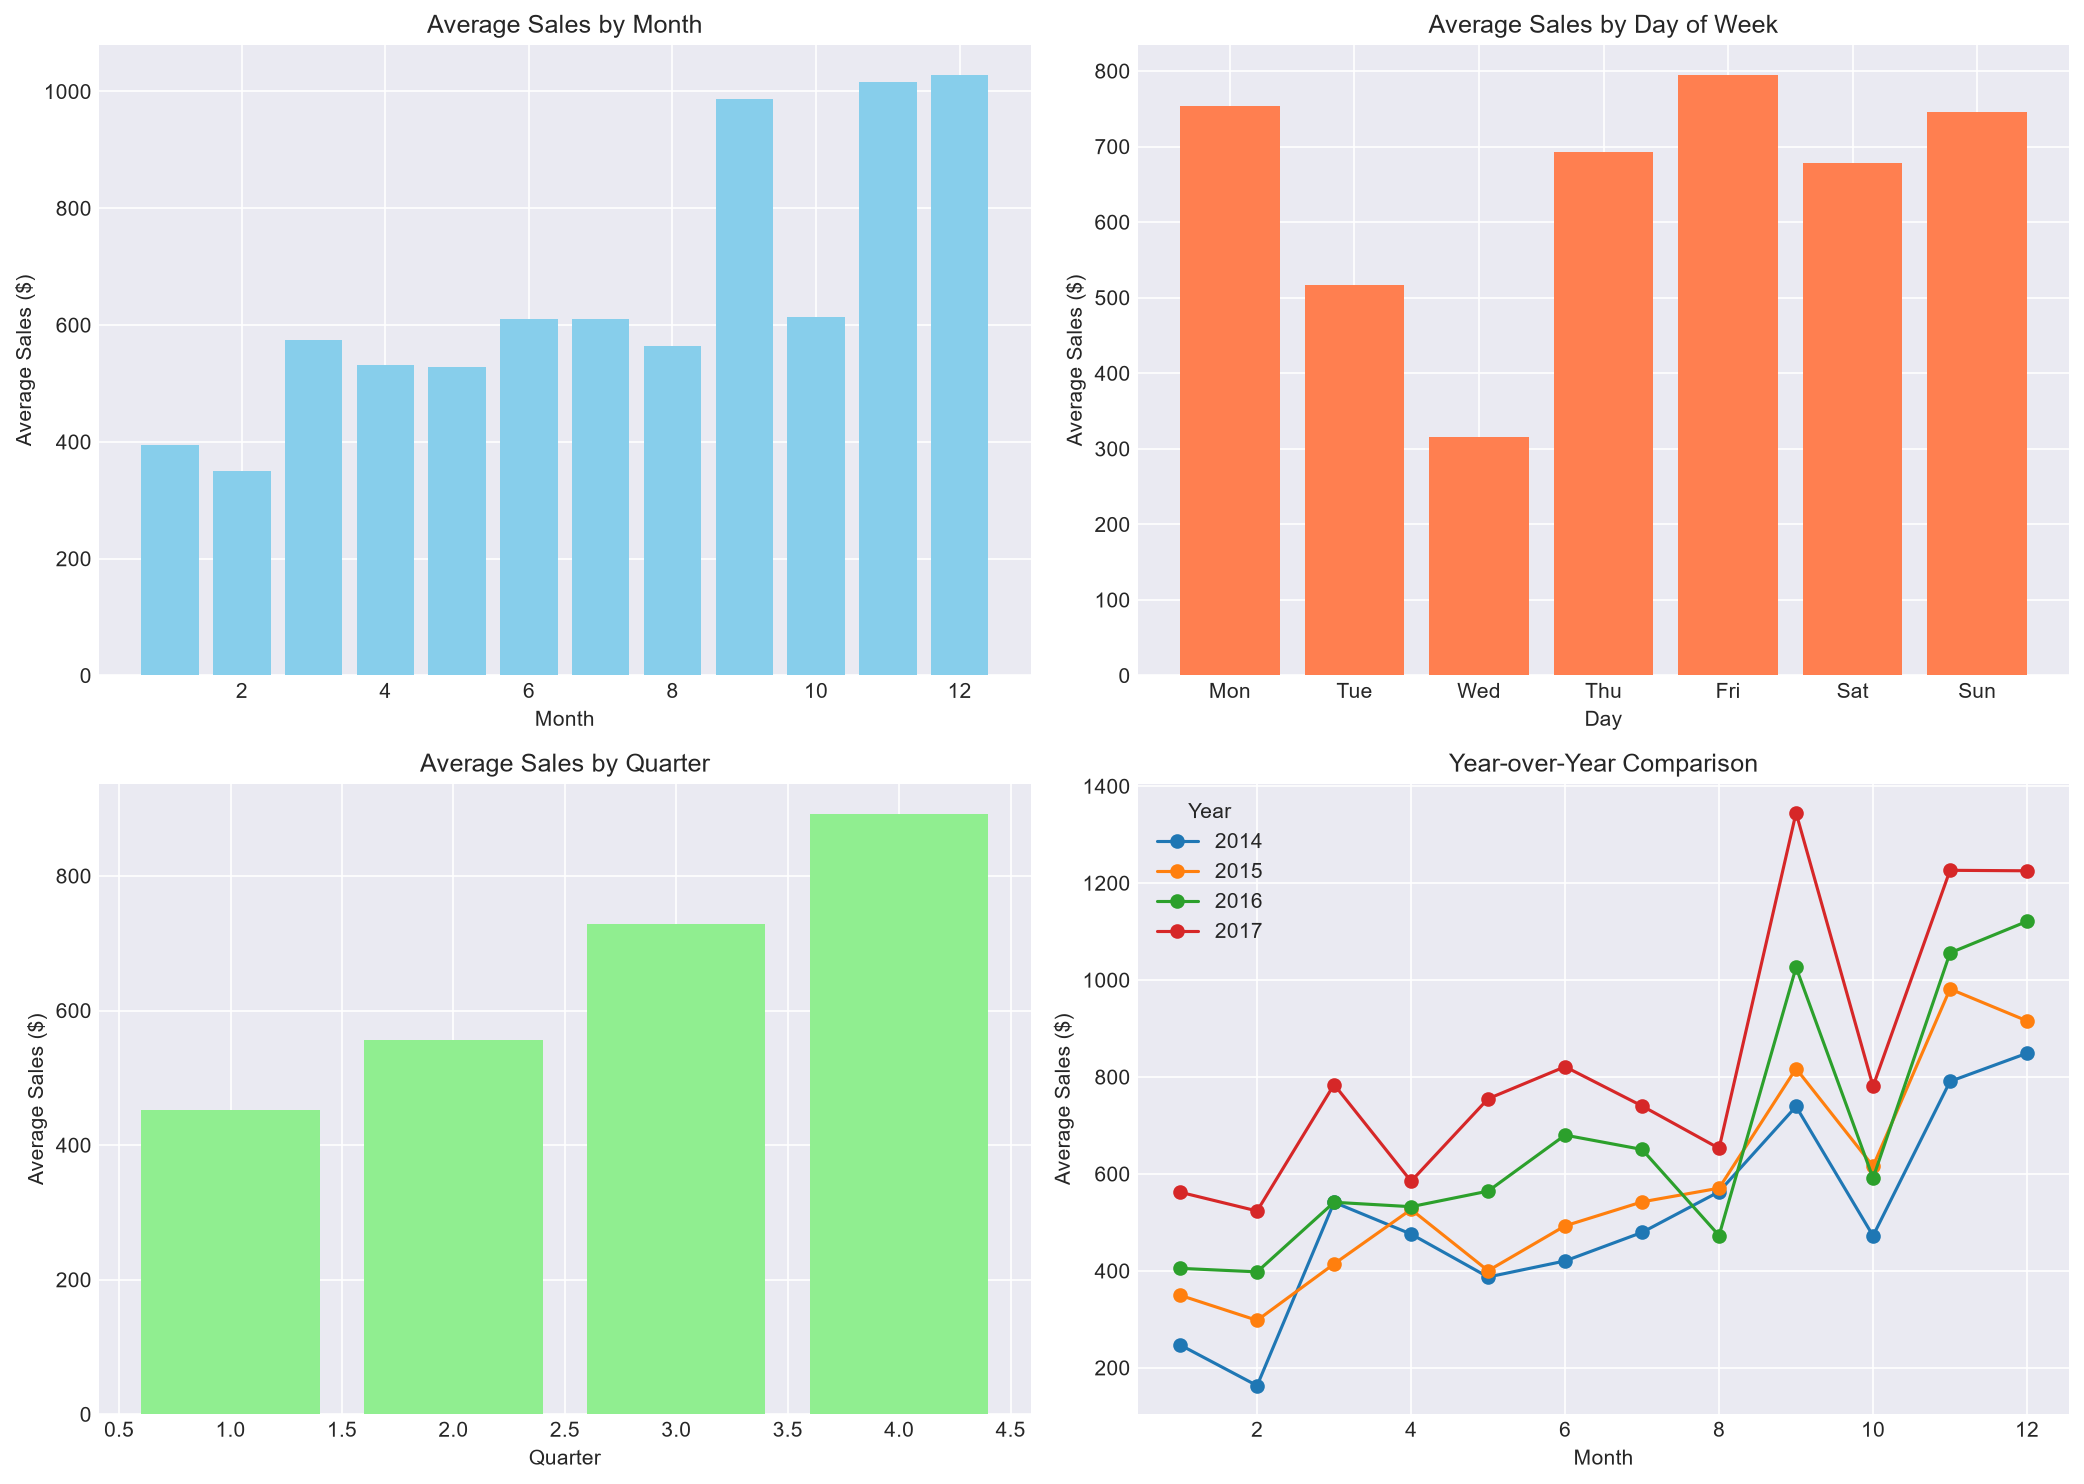 Average Sales by Month
Average Sales ($)
1000
800
600
400
200
0
2 4 6 8 10 12
Month
Average Sales by Day of Week
Average Sales ($)
800
700
600
500
400
300
200
100
0
Mon Tue Wed Thu Fri Sat Sun
Day
Average Sales by Quarter
Average Sales ($)
800
600
400
200
0
0.5 1.0 1.5 2.0 2.5 3.0 3.5 4.0 4.5
Quarter
Year-over-Year Comparison
Average Sales ($)
1400
1200
1000
800
600
400
200
Year
2014
2015
2016
2017
2 4 6 8 10 12
Month